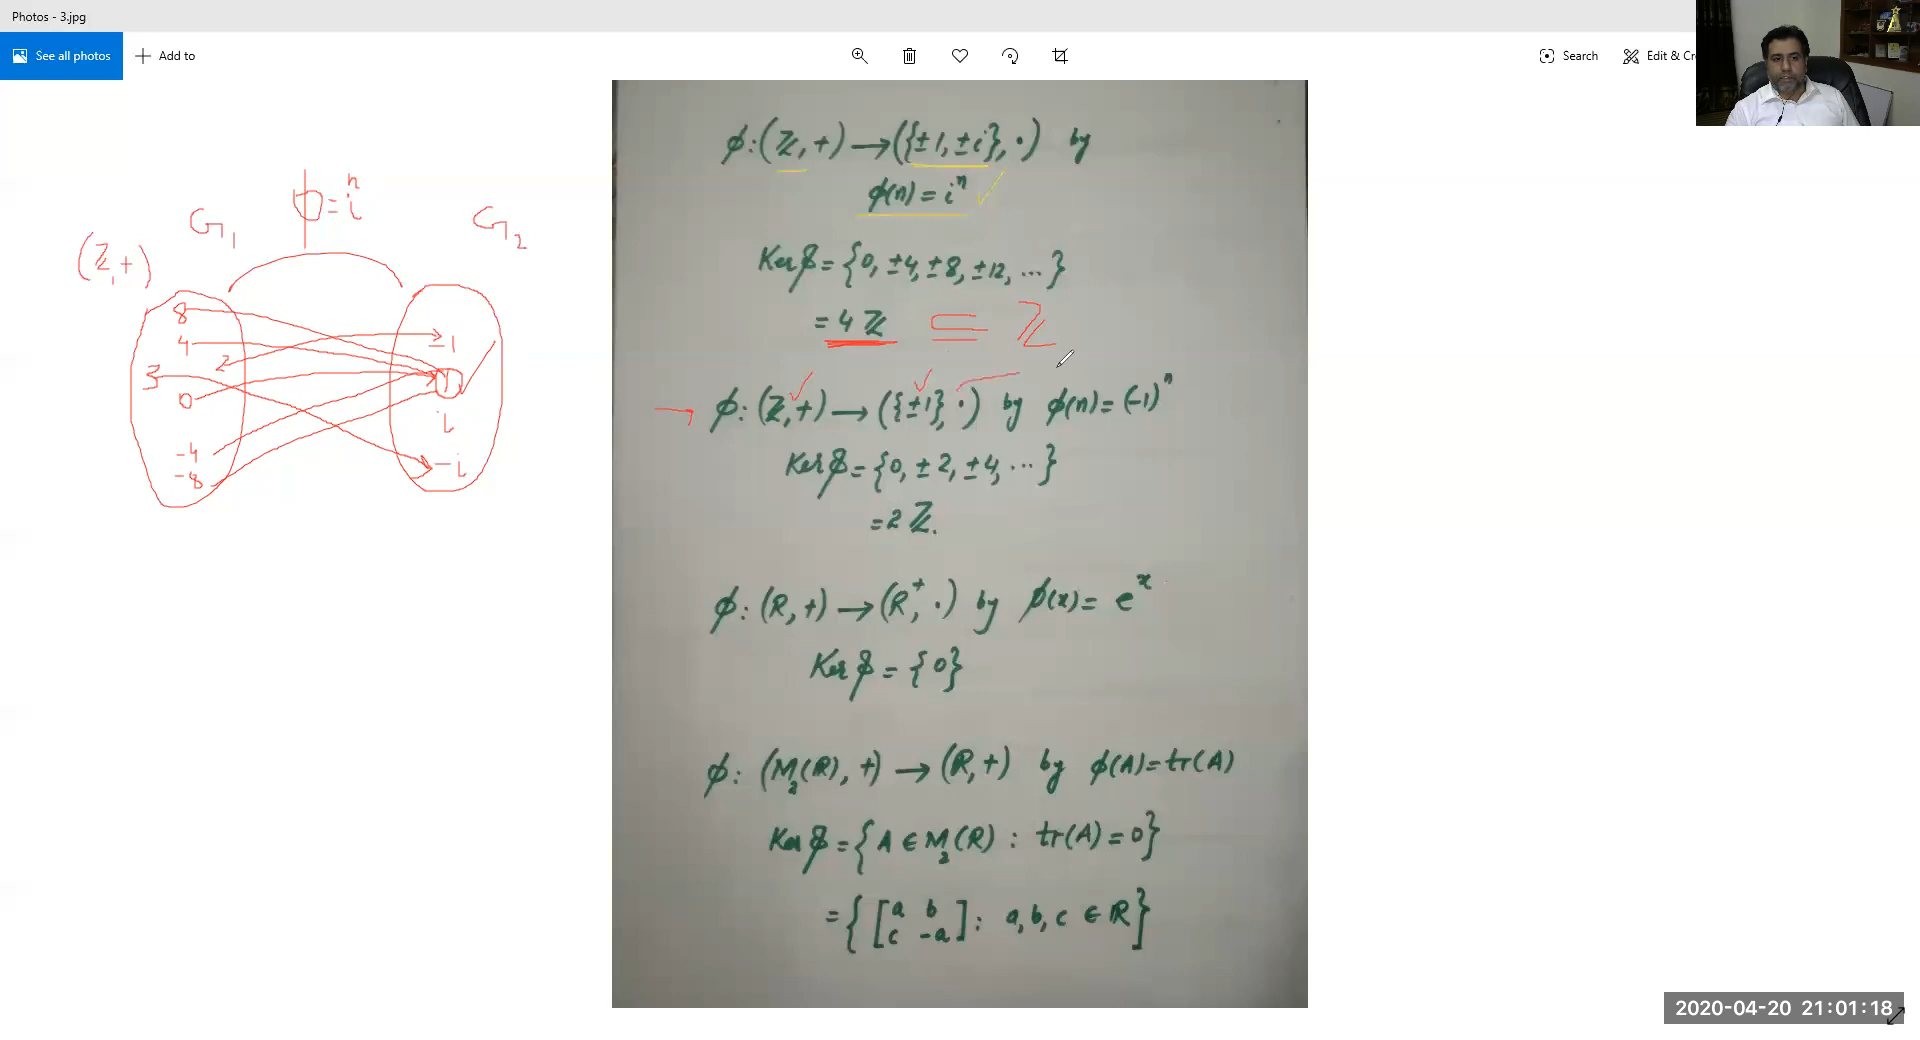 Photos - 3.jpg
See all photos
Add to
Search
Edit & Cr
ϕ: (ℤ, +) → ({±1, ±i}, ·) by
ϕ(n) = iⁿ ✓
Ker ϕ = {0, ±4, ±8, ±12, ...}
= 4ℤ ⊆ ℤ
→ ϕ: (ℤ, +) → ({±1}, ·) by ϕ(n) = (-1)ⁿ
Ker ϕ = {0, ±2, ±4, ...}
= 2ℤ.
ϕ: (R, +) → (R⁺, ·) by ϕ(x) = eˣ
Ker ϕ = {0}
ϕ: (M₂(R), +) → (R, +) by ϕ(A) = tr(A)
Ker ϕ = {A ∈ M₂(R) : tr(A) = 0}
= {[a b
c -a] : a, b, c ∈ R}
ϕ = iⁿ
G₁
G₂
(ℤ, +)
8
4
2
3
0
-4
-8
-1
1
i
-i
2020-04-20 21:01:18